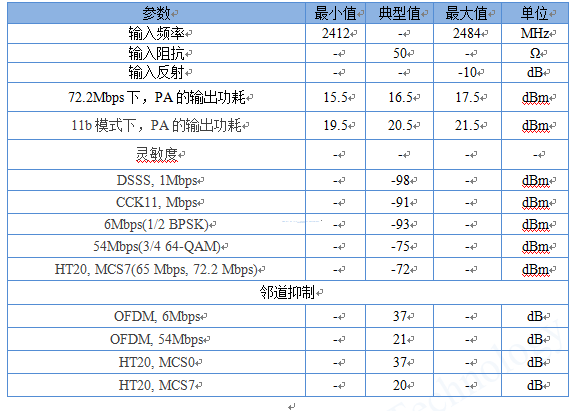 参数 最小值 典型值 最大值 单位
输入频率 2412 - 2484 MHz
输入阻抗 - 50 - Ω
输入反射 - - -10 dB
72.2Mbps 下，PA 的输出功耗 15.5 16.5 17.5 dBm
11b 模式下，PA 的输出功耗 19.5 20.5 21.5 dBm
灵敏度 - - - -
DSSS, 1Mbps - -98 - dBm
CCK11, Mbps - -91 - dBm
6Mbps(1/2 BPSK) - -93 - dBm
54Mbps(3/4 64-QAM) - -75 - dBm
HT20, MCS7(65 Mbps, 72.2 Mbps) - -72 - dBm
邻道抑制
OFDM, 6Mbps - 37 - dB
OFDM, 54Mbps - 21 - dB
HT20, MCS0 - 37 - dB
HT20, MCS7 - 20 - dB
Technology